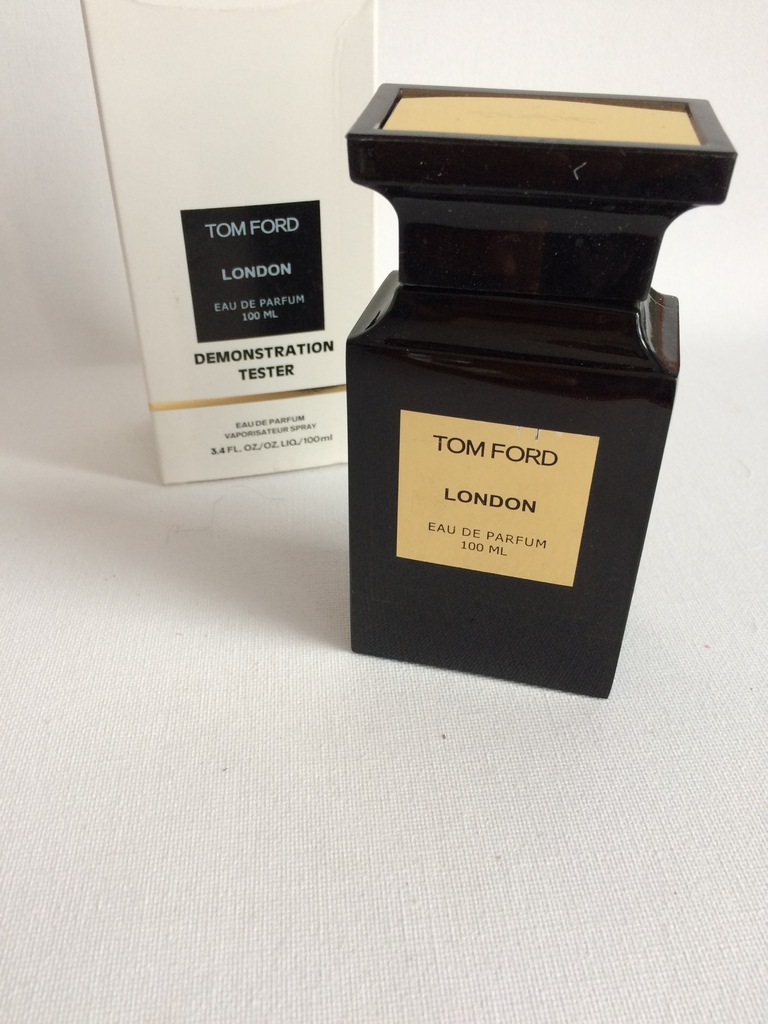 TOM FORD
LONDON
EAU DE PARFUM
100 ML
DEMONSTRATION
TESTER
EAU DE PARFUM
VAPORISATEUR SPRAY
3.4 FL. OZ./OZ. LIQ./100ml
TOM FORD
LONDON
EAU DE PARFUM
100 ML